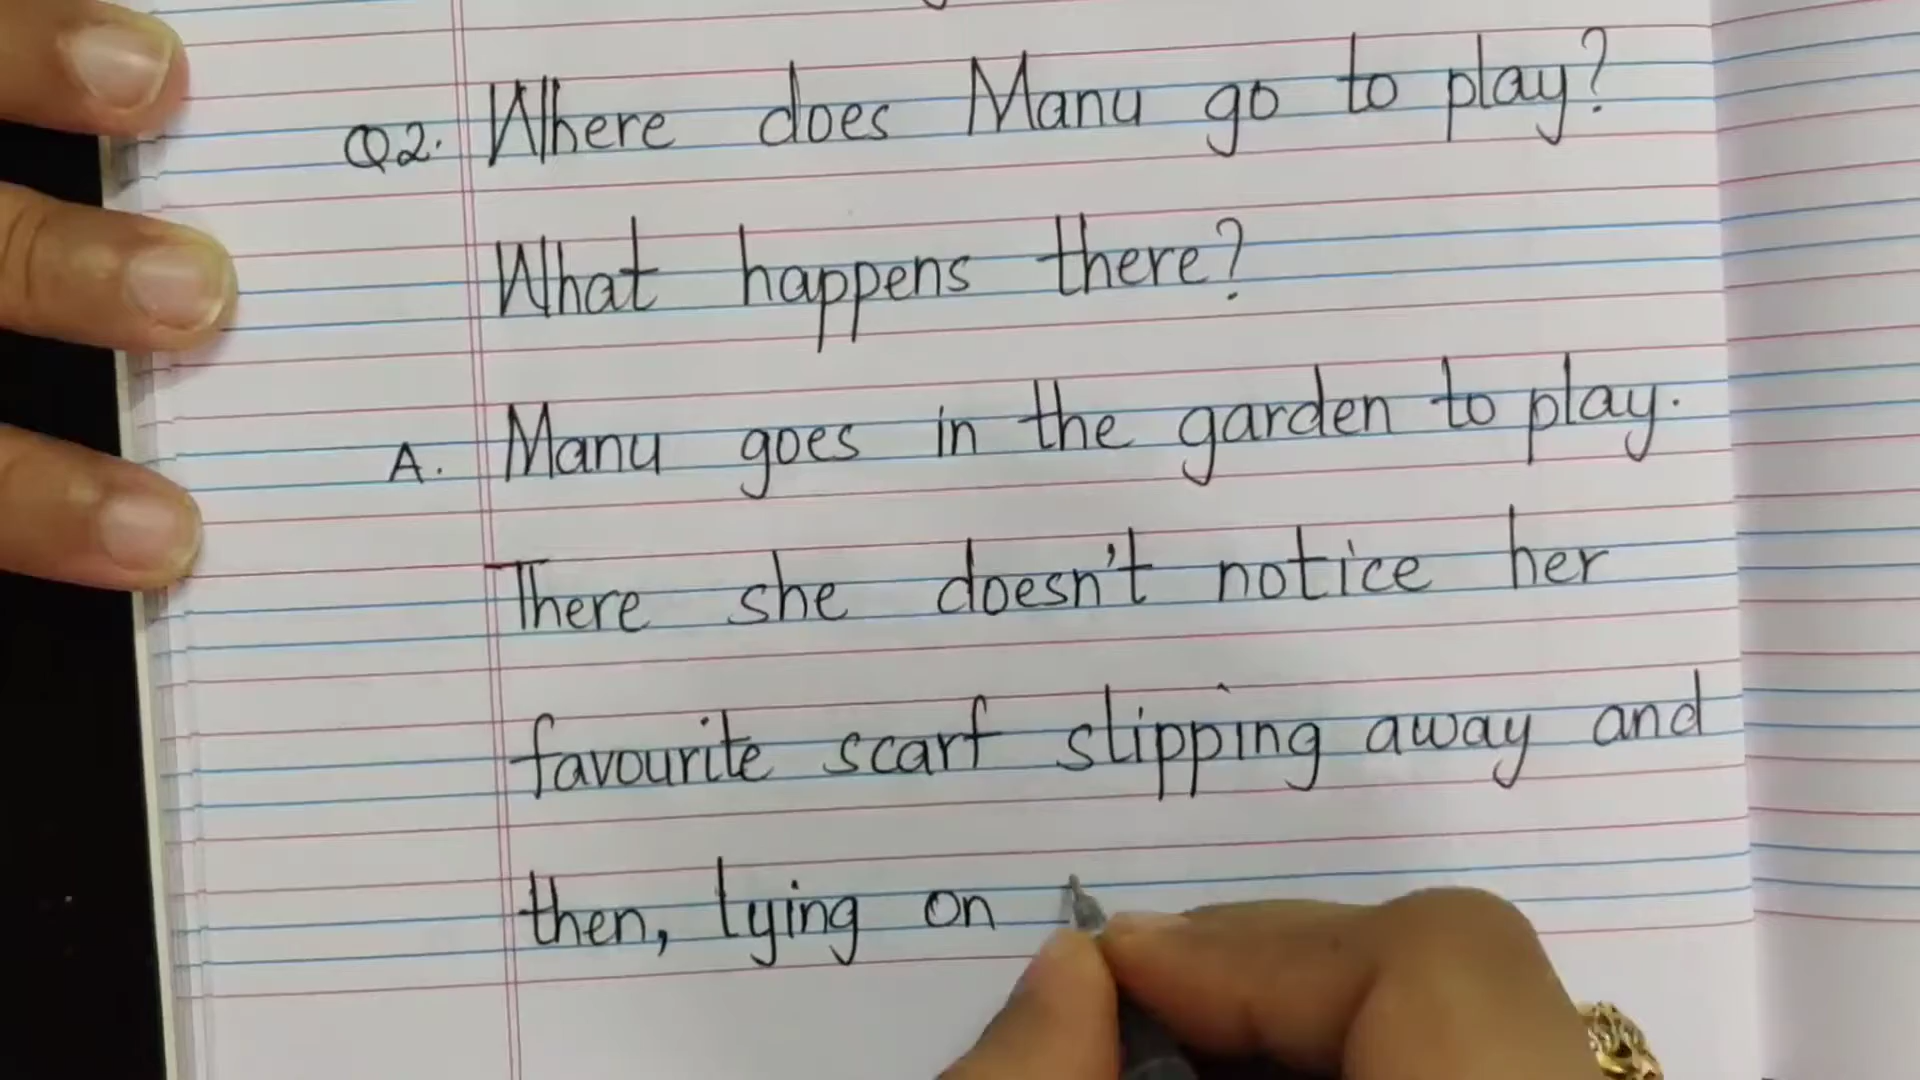 Q2. Where does Manu go to play?
What happens there?
A. Manu goes in the garden to play.
There she doesn't notice her
favourite scarf slipping away and
then, lying on